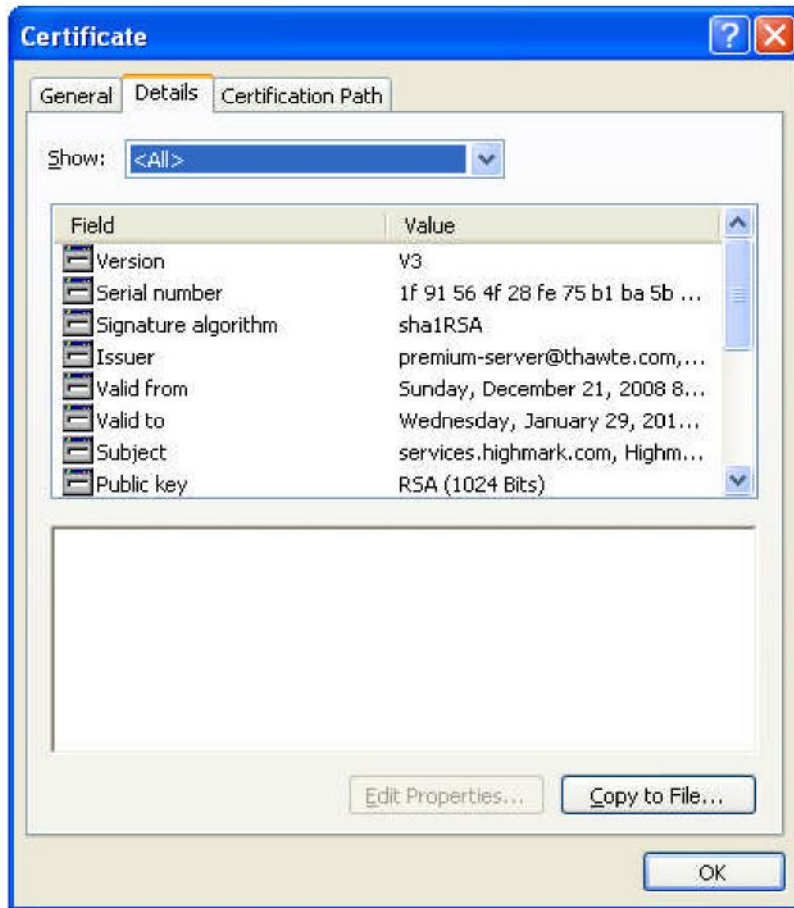 Certificate
General Details Certification Path
Show: <All>
Field Value
Version V3
Serial number 1f 91 56 4f 28 fe 75 b1 ba 5b ...
Signature algorithm sha1RSA
Issuer premium-server@thawte.com,...
Valid from Sunday, December 21, 2008 8...
Valid to Wednesday, January 29, 201...
Subject services.highmark.com, Highm...
Public key RSA (1024 Bits)
Edit Properties... Copy to File...
OK